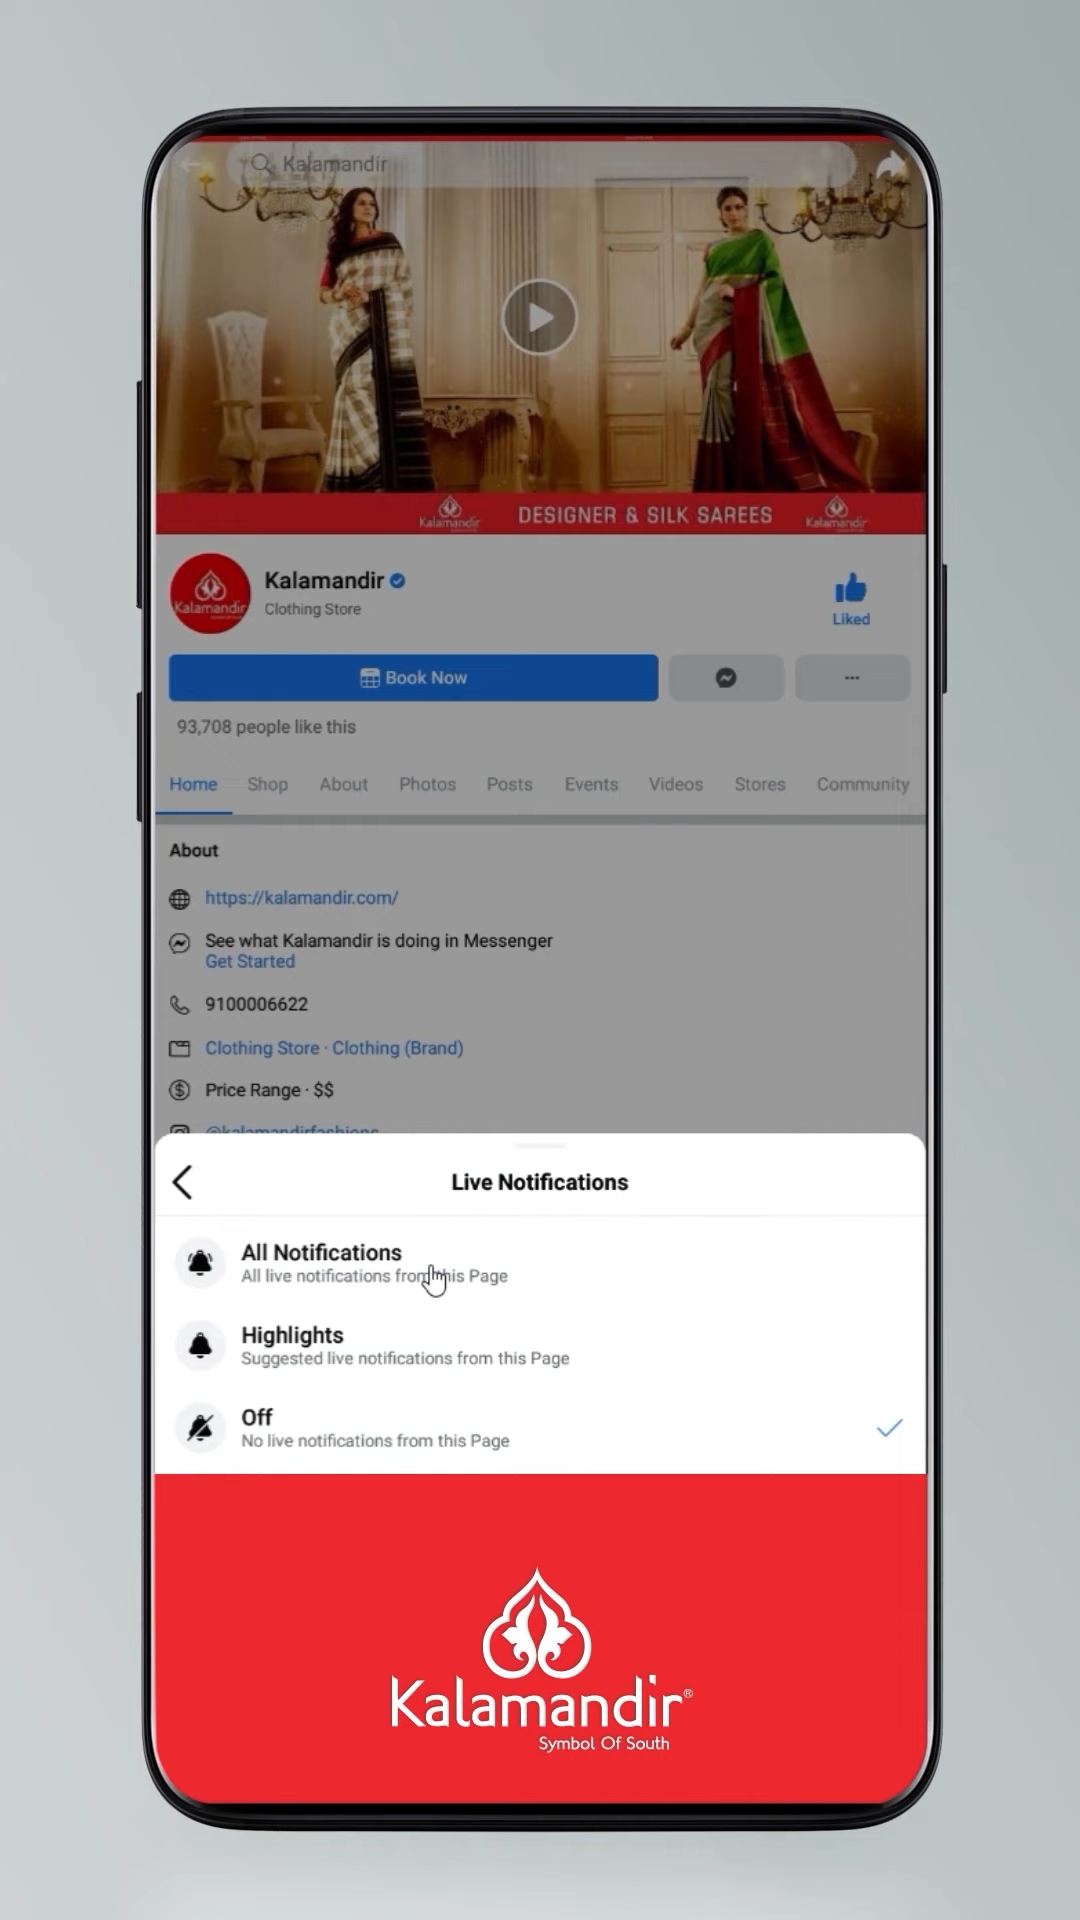 Kalamandir
Kalamandir
DESIGNER & SILK SAREES
Kalamandir
Kalamandir
Kalamandir
Clothing Store
Liked
Book Now
93,708 people like this
Home Shop About Photos Posts Events Videos Stores Community
About
https://kalamandir.com/
See what Kalamandir is doing in Messenger
Get Started
9100006622
Clothing Store · Clothing (Brand)
Price Range · $$
@kalamandirfashions
Live Notifications
All Notifications
All live notifications from this Page
Highlights
Suggested live notifications from this Page
Off
No live notifications from this Page
Kalamandir®
Symbol Of South